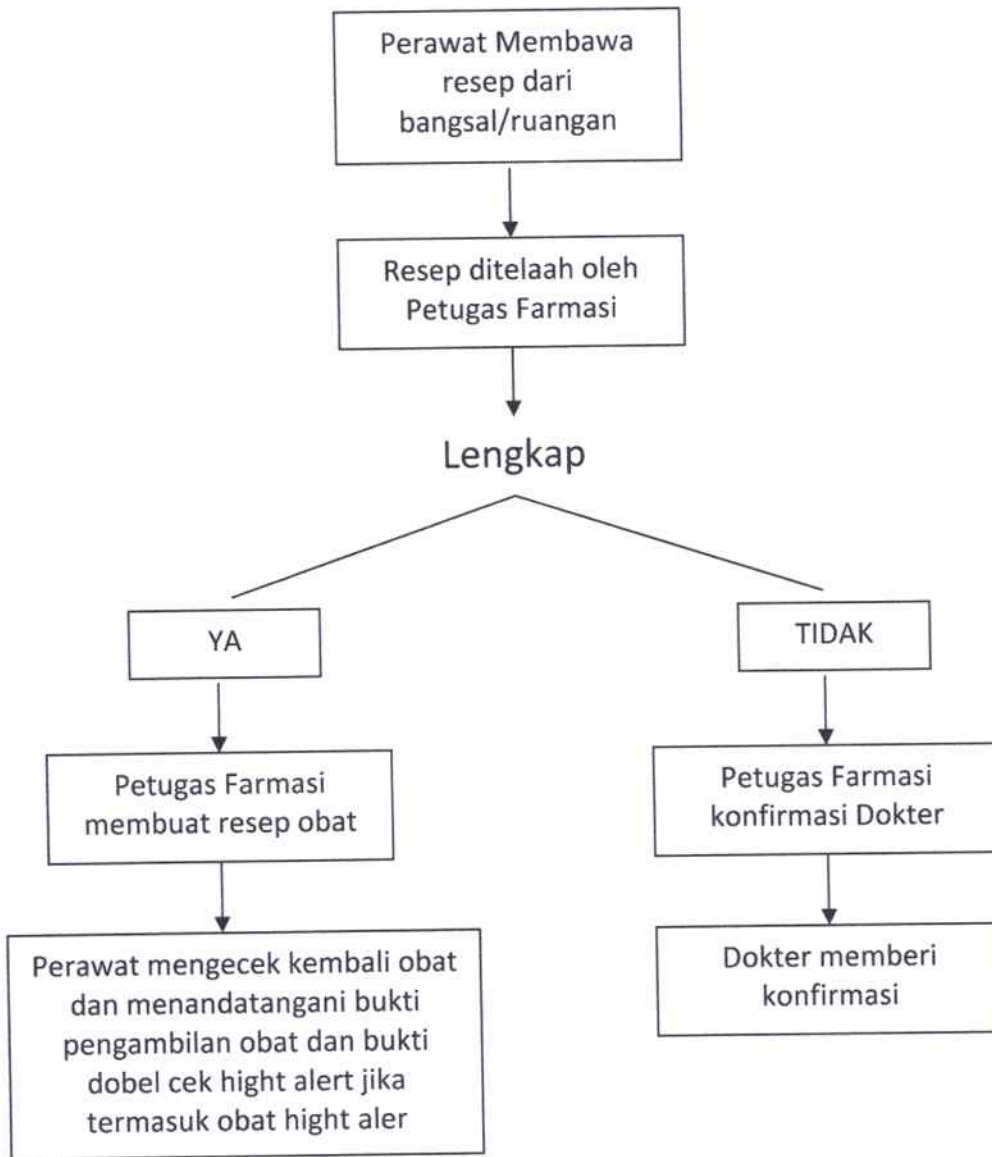 Perawat Membawa
resep dari
bangsal/ruangan
Resep ditelaah oleh
Petugas Farmasi
Lengkap
YA
TIDAK
Petugas Farmasi
membuat resep obat
Petugas Farmasi
konfirmasi Dokter
Perawat mengecek kembali obat
dan menandatangani bukti
pengambilan obat dan bukti
dobel cek hight alert jika
termasuk obat hight aler
Dokter memberi
konfirmasi